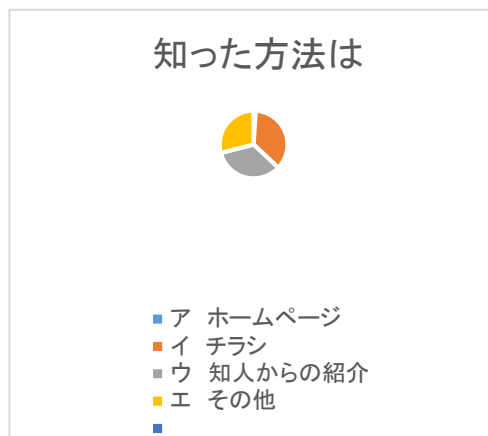 知った方法は
ア ホームページ
イ チラシ
ウ 知人からの紹介
エ その他